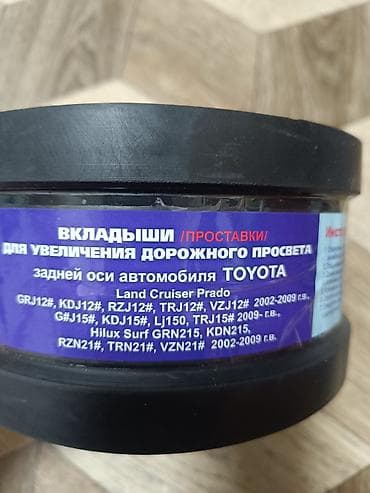 ВКЛАДЫШИ /ПРОСТАВКИ/
ДЛЯ УВЕЛИЧЕНИЯ ДОРОЖНОГО ПРОСВЕТА
задней оси автомобиля TOYOTA
Land Cruiser Prado
GRJ12#, KDJ12#, RZJ12#, TRJ12#, VZJ12# 2002-2009 г.в.,
G#J15#, KDJ15#, Lj150, TRJ15# 2009- г.в.,
Hilux Surf GRN215, KDN215,
RZN21#, TRN21#, VZN21# 2002-2009 г.в.